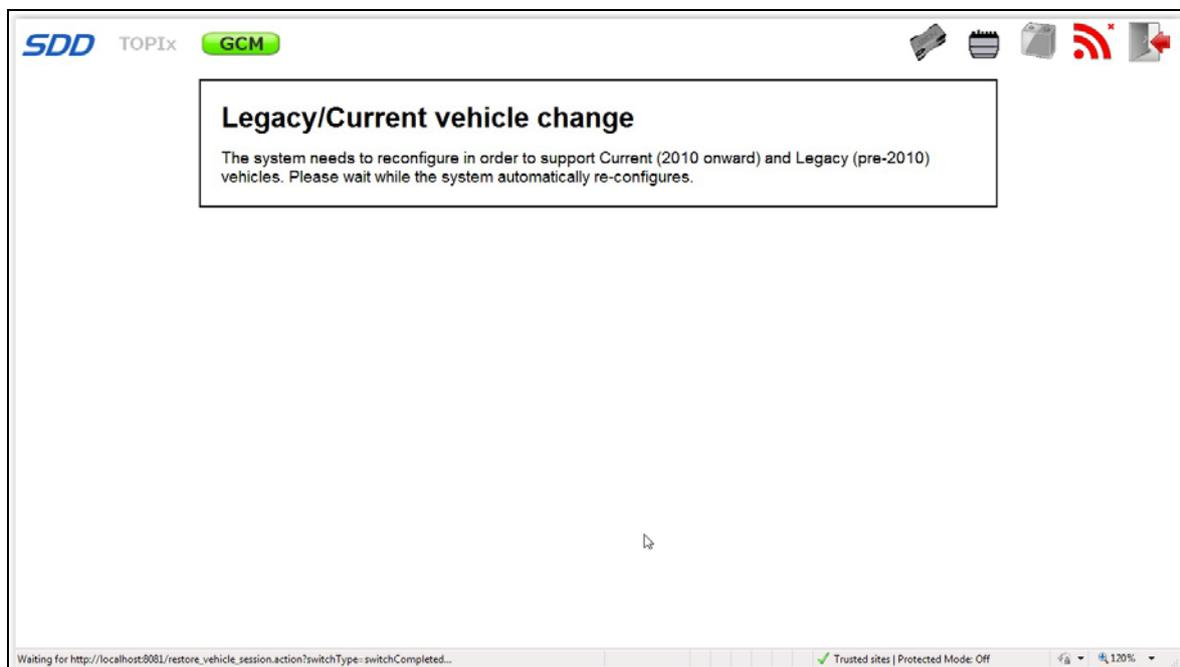 SDD TOPIx GCM
Legacy/Current vehicle change
The system needs to reconfigure in order to support Current (2010 onward) and Legacy (pre-2010)
vehicles. Please wait while the system automatically re-configures.
Waiting for http://localhost:8081/restore_vehicle_session.action?switchType=switchCompleted... Trusted sites | Protected Mode: Off 120%